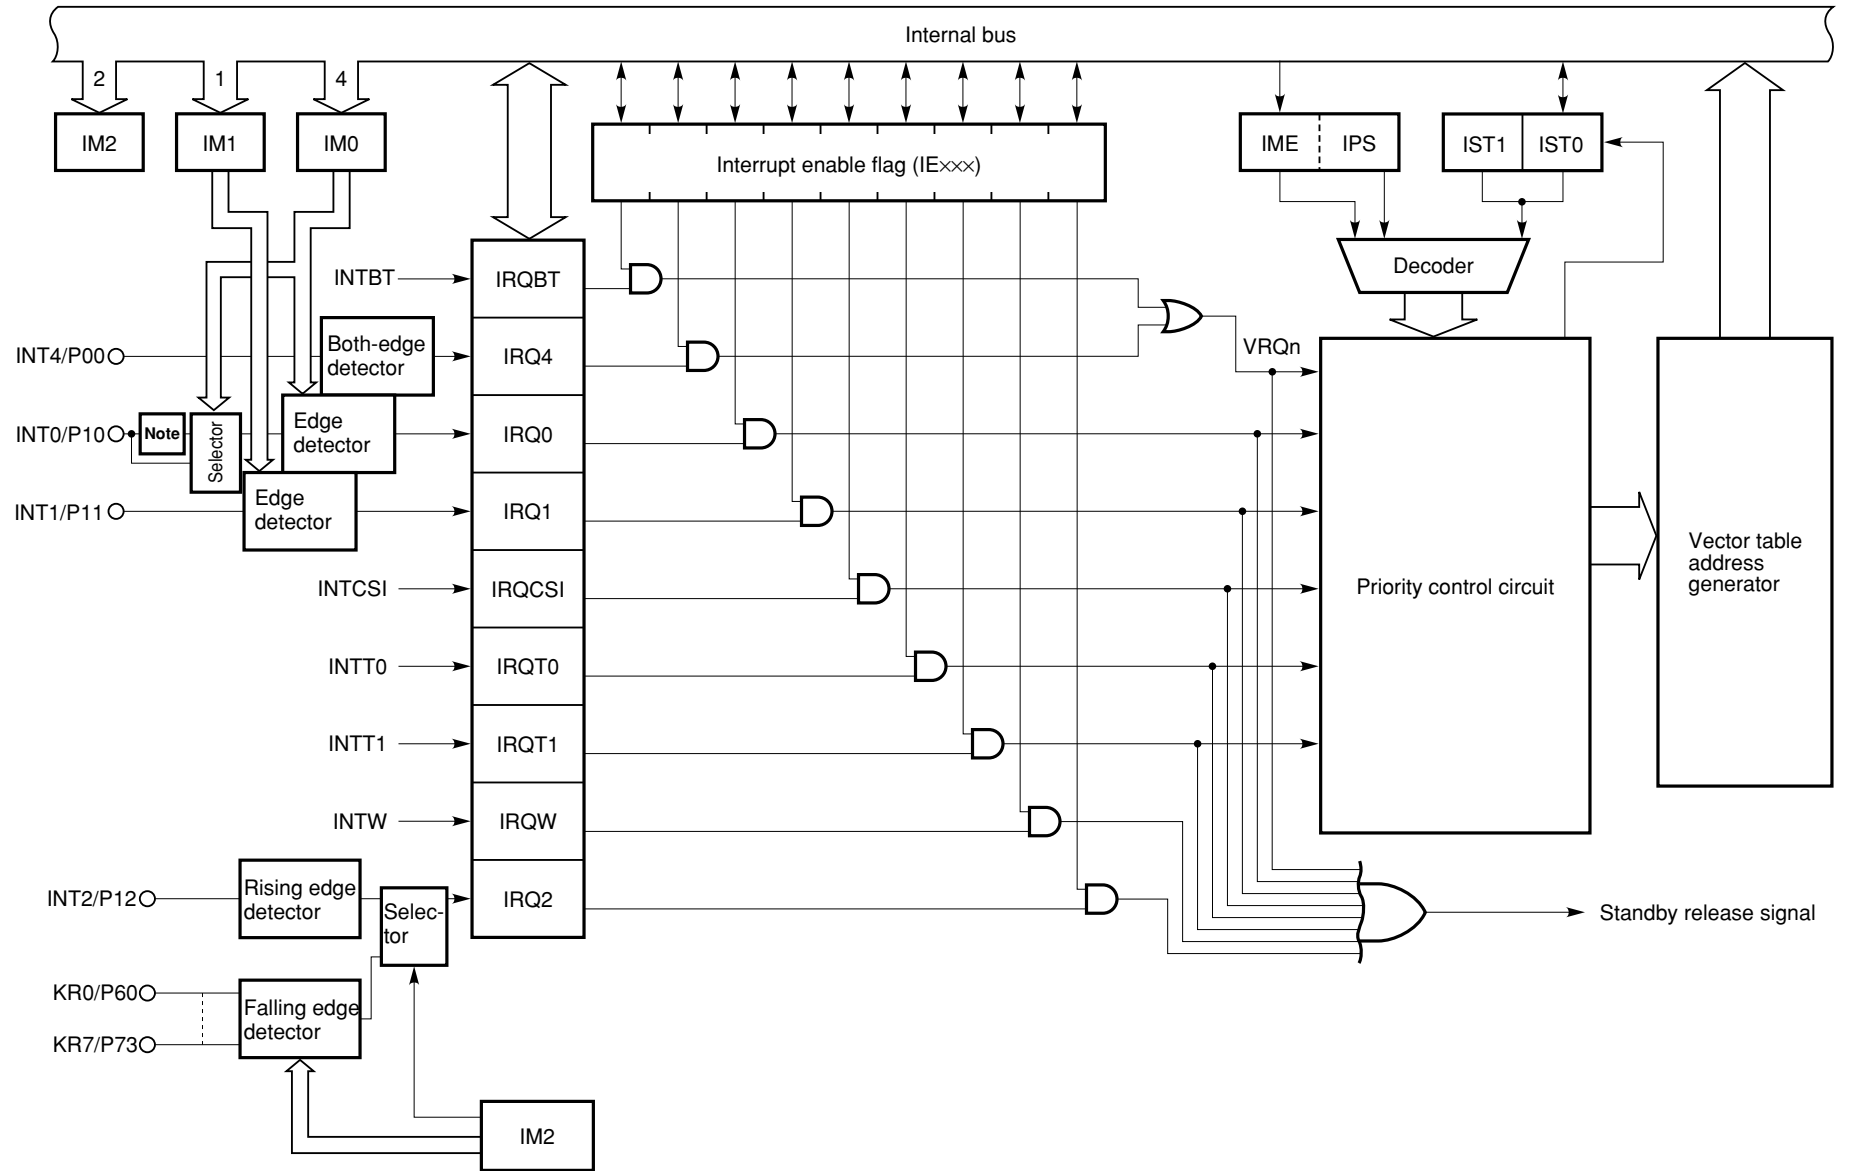 Internal bus
2
1
4
IM2
IM1
IM0
IME
IPS
IST1
IST0
Interrupt enable flag (IE×××)
Decoder
INTBT
IRQBT
INT4/P00
Both-edge
detector
IRQ4
VRQn
INT0/P10
Note
Selector
Edge
detector
IRQ0
INT1/P11
Edge
detector
IRQ1
Vector table
address
generator
INTCSI
IRQCSI
Priority control circuit
INTT0
IRQT0
INTT1
IRQT1
INTW
IRQW
INT2/P12
Rising edge
detector
Selec-
tor
IRQ2
Standby release signal
KR0/P60
Falling edge
detector
KR7/P73
IM2